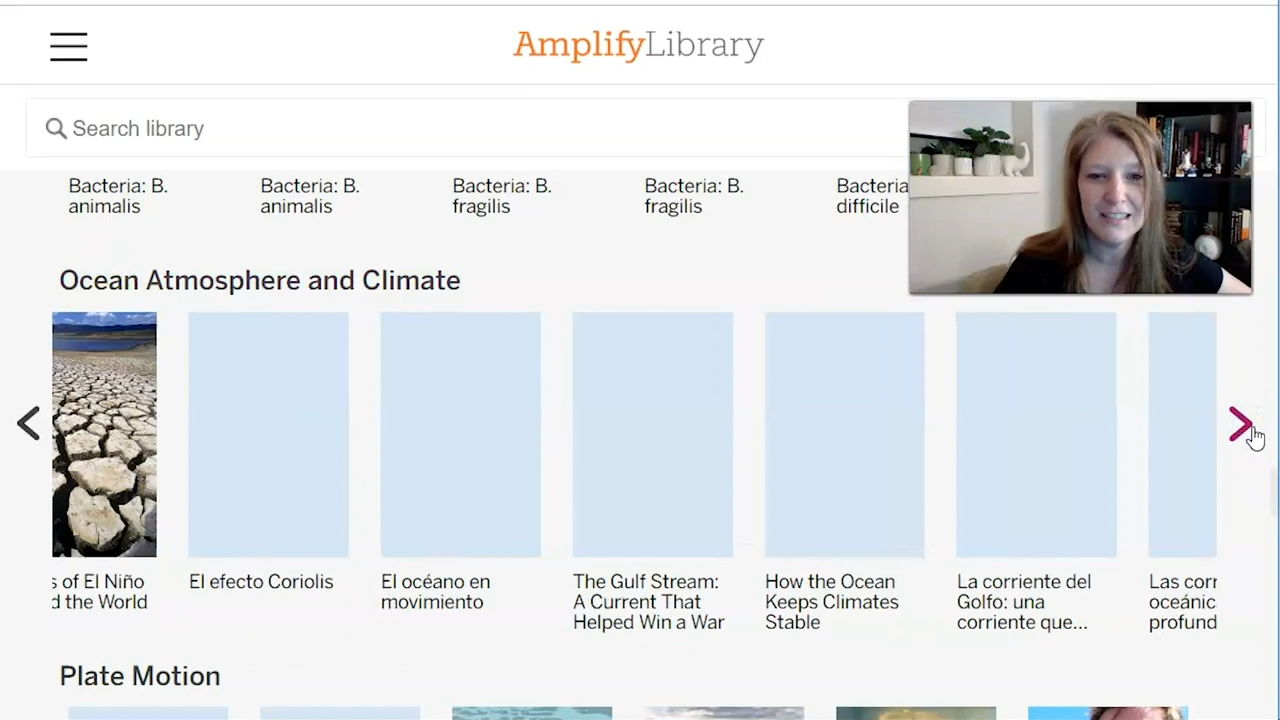 AmplifyLibrary
Search library
Bacteria: B.
animalis
Bacteria: B.
animalis
Bacteria: B.
fragilis
Bacteria: B.
fragilis
Bacteria
difficile
Ocean Atmosphere and Climate
s of El Niño
d the World
El efecto Coriolis
El océano en
movimiento
The Gulf Stream:
A Current That
Helped Win a War
How the Ocean
Keeps Climates
Stable
La corriente del
Golfo: una
corriente que...
Las corr
oceánic
profund
Plate Motion